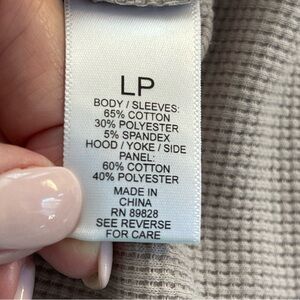 LP
BODY / SLEEVES:
65% COTTON
30% POLYESTER
5% SPANDEX
HOOD / YOKE / SIDE
PANEL:
60% COTTON
40% POLYESTER
MADE IN
CHINA
RN 89828
SEE REVERSE
FOR CARE